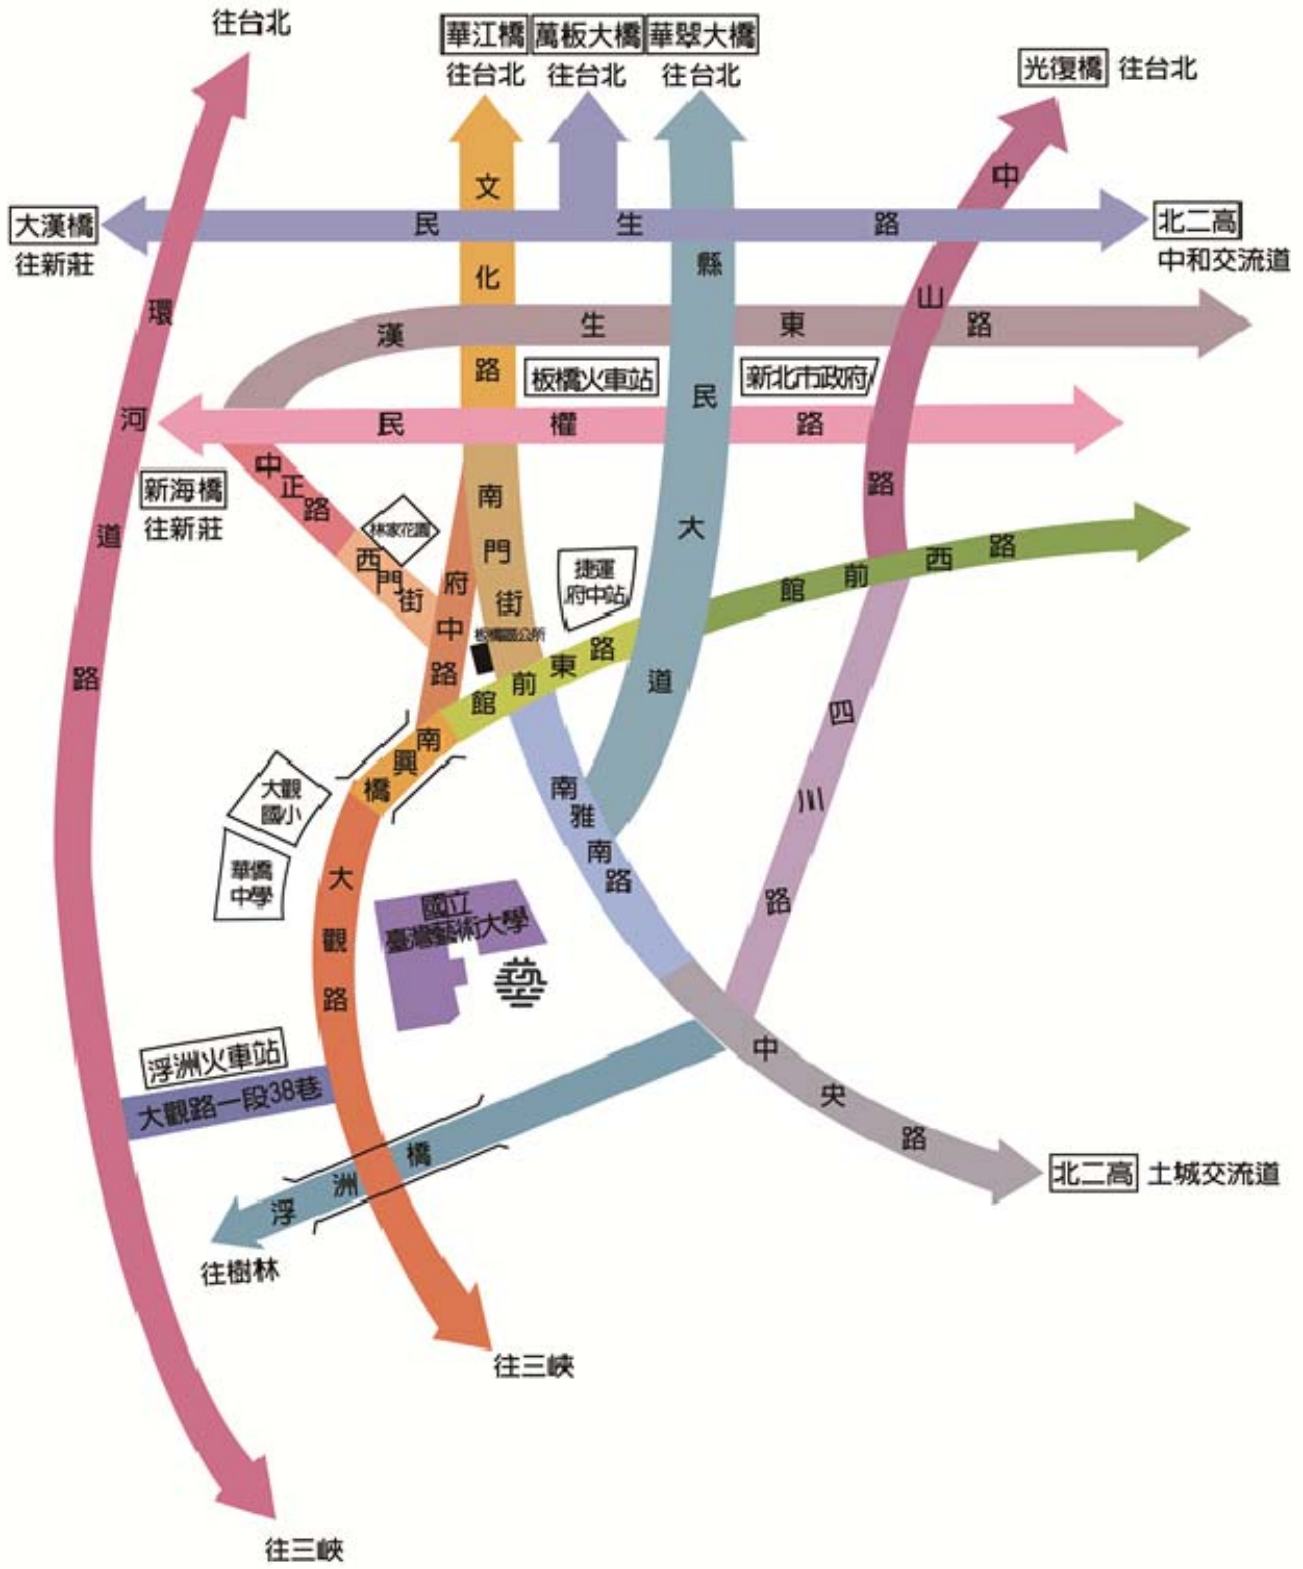 往台北
華江橋
往台北
萬板大橋
往台北
華翠大橋
往台北
光復橋 往台北
大漢橋
往新莊
民生路
北二高
中和交流道
文化路
縣民大道
中山路
環河道路
漢生東路
板橋火車站
新北市政府
民權路
新海橋
往新莊
中正路
林家花園
西門街
府中路
南門街
捷運
府中站
板橋區公所
館前東路
館前西路
南興橋
大觀
國小
華僑
中學
大觀路
國立
臺灣藝術大學
南雅南路
四川路
浮洲火車站
大觀路一段38巷
浮洲橋
往樹林
中央路
北二高 土城交流道
往三峽
往三峽